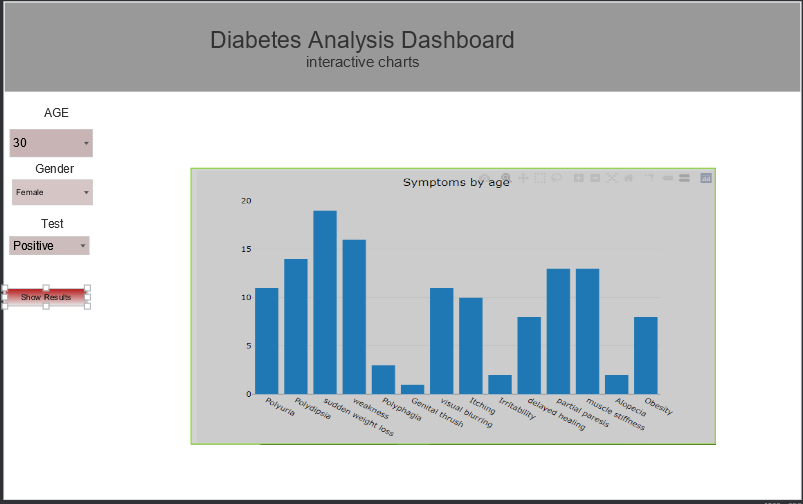 Diabetes Analysis Dashboard
interactive charts
AGE
30
Gender
Female
Test
Positive
Show Results
Symptoms by age
20
15
10
5
0
Polyuria
Polydipsia
sudden weight loss
weakness
Polyphagia
Genital thrush
visual blurring
Itching
Irritability
delayed healing
partial paresis
muscle stiffness
Alopecia
Obesity